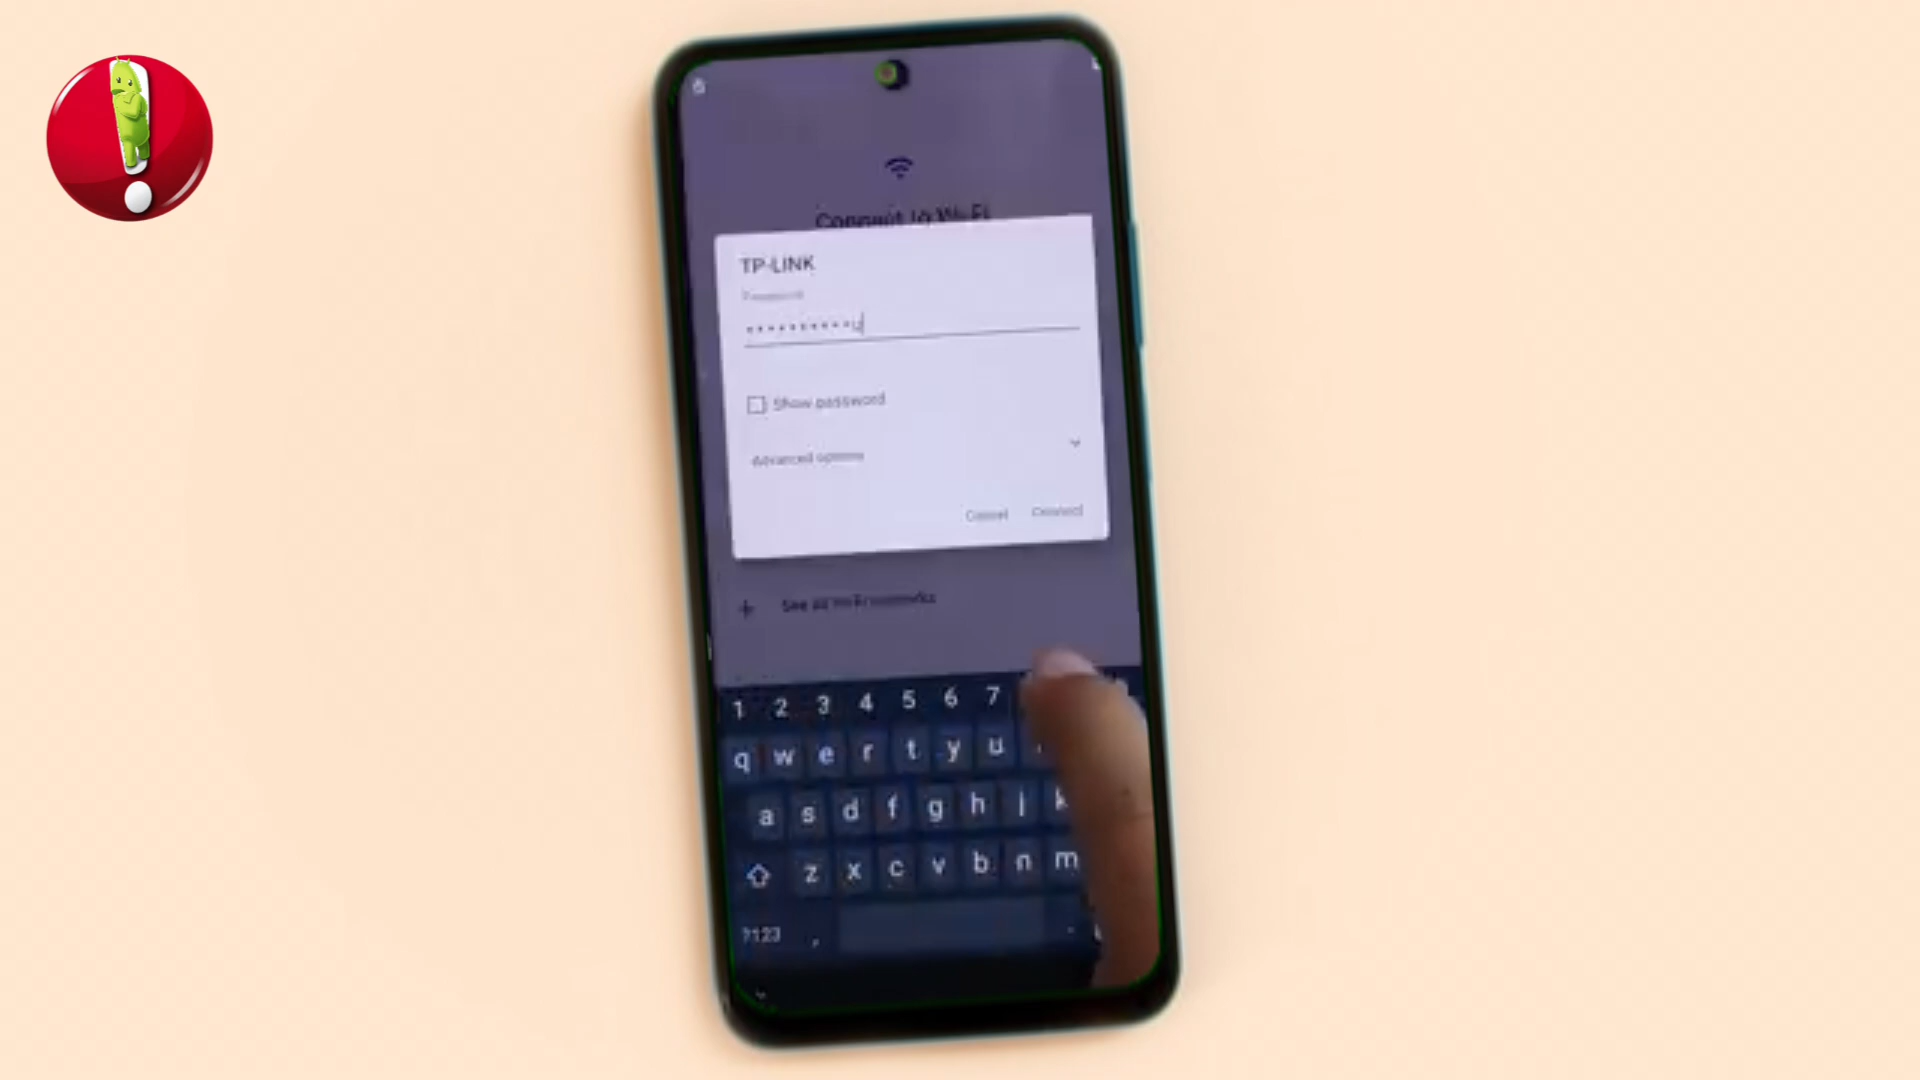 Connect to Wi-Fi
TP-LINK
Password
Show password
Advanced options
Cancel Connect
See all Wi-Fi networks
1 2 3 4 5 6 7
q w e r t y u
a s d f g h j k
z x c v b n m
?123 , .